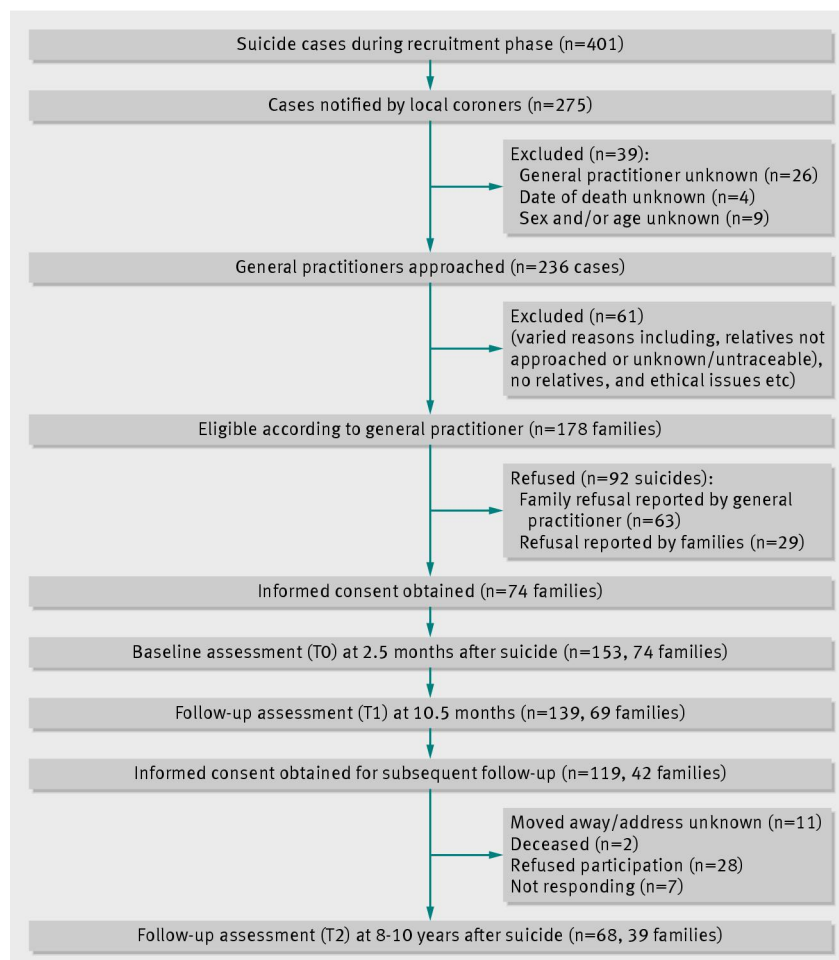 Suicide cases during recruitment phase (n=401)
Cases notified by local coroners (n=275)
Excluded (n=39):
General practitioner unknown (n=26)
Date of death unknown (n=4)
Sex and/or age unknown (n=9)
General practitioners approached (n=236 cases)
Excluded (n=61)
(varied reasons including, relatives not
approached or unknown/untraceable),
no relatives, and ethical issues etc)
Eligible according to general practitioner (n=178 families)
Refused (n=92 suicides):
Family refusal reported by general
practitioner (n=63)
Refusal reported by families (n=29)
Informed consent obtained (n=74 families)
Baseline assessment (T0) at 2.5 months after suicide (n=153, 74 families)
Follow-up assessment (T1) at 10.5 months (n=139, 69 families)
Informed consent obtained for subsequent follow-up (n=119, 42 families)
Moved away/address unknown (n=11)
Deceased (n=2)
Refused participation (n=28)
Not responding (n=7)
Follow-up assessment (T2) at 8-10 years after suicide (n=68, 39 families)